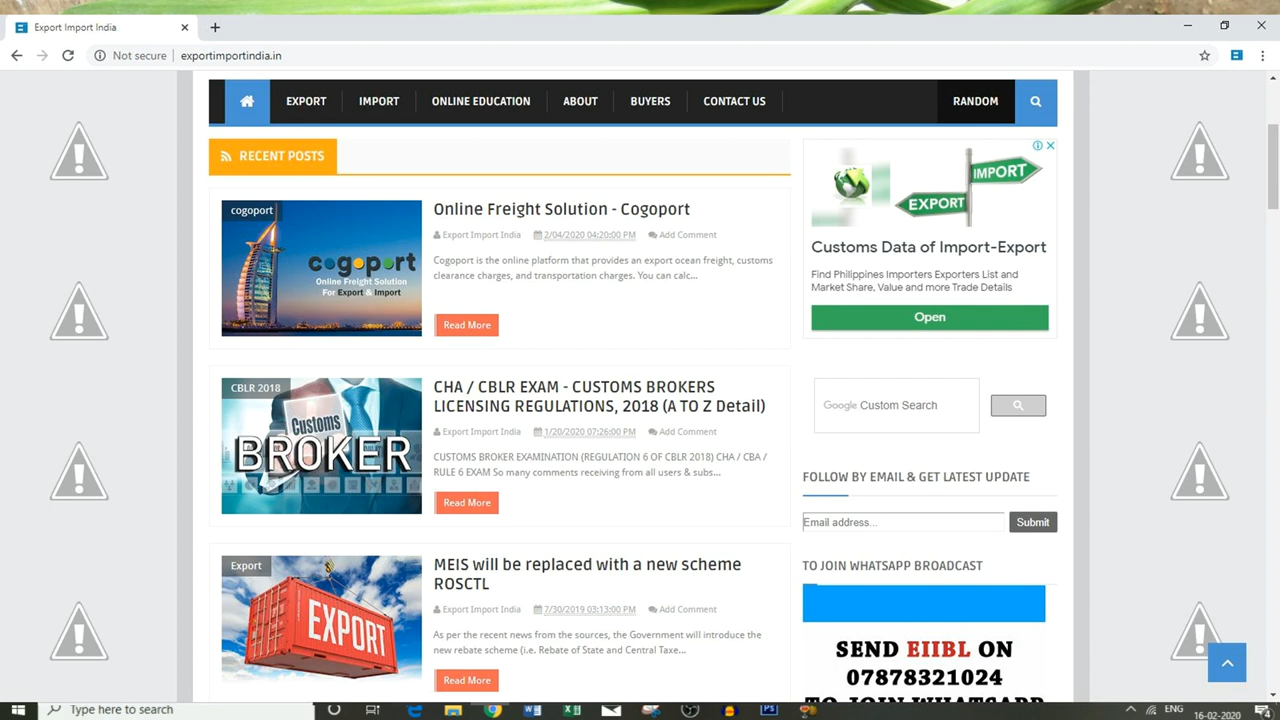 Export Import India
Not secure
exportimportindia.in
EXPORT
IMPORT
ONLINE EDUCATION
ABOUT
BUYERS
CONTACT US
RANDOM
RECENT POSTS
cogoport
cogoport
Online Freight Solution
For Export & Import
Online Freight Solution - Cogoport
Export Import India 2/04/2020 04:20:00 PM Add Comment
Cogoport is the online platform that provides an export ocean freight, customs
clearance charges, and transportation charges. You can calc...
Read More
CBLR 2018
Customs
BROKER
CHA / CBLR EXAM - CUSTOMS BROKERS
LICENSING REGULATIONS, 2018 (A TO Z Detail)
Export Import India 1/20/2020 07:26:00 PM Add Comment
CUSTOMS BROKER EXAMINATION (REGULATION 6 OF CBLR 2018) CHA / CBA /
RULE 6 EXAM So many comments receiving from all users & subs...
Read More
Export
EXPORT
MEIS will be replaced with a new scheme
ROSCTL
Export Import India 7/30/2019 03:13:00 PM Add Comment
As per the recent news from the sources, the Government will introduce the
new rebate scheme (i.e. Rebate of State and Central Taxe...
Read More
IMPORT
EXPORT
Customs Data of Import-Export
Find Philippines Importers Exporters List and
Market Share, Value and more Trade Details
Open
Google Custom Search
FOLLOW BY EMAIL & GET LATEST UPDATE
Email address...
Submit
TO JOIN WHATSAPP BROADCAST
SEND EIIBL ON
07878321024
TO JOIN WHATSAPP
Type here to search
ENG
16-02-2020
4